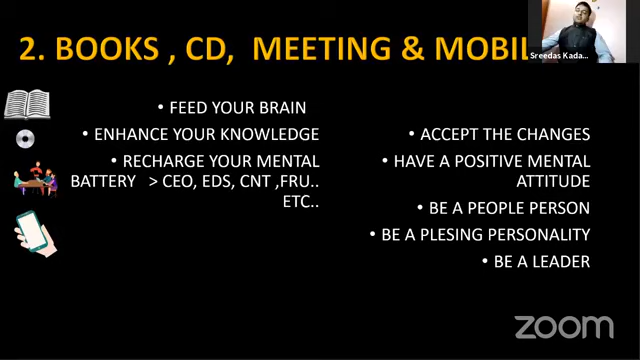 2. BOOKS , CD, MEETING & MOBIL
Sreedas Kada...
• FEED YOUR BRAIN
• ENHANCE YOUR KNOWLEDGE
• RECHARGE YOUR MENTAL
BATTERY > CEO, EDS, CNT ,FRU..
ETC..
• ACCEPT THE CHANGES
• HAVE A POSITIVE MENTAL
ATTITUDE
• BE A PEOPLE PERSON
• BE A PLESING PERSONALITY
• BE A LEADER
zoom